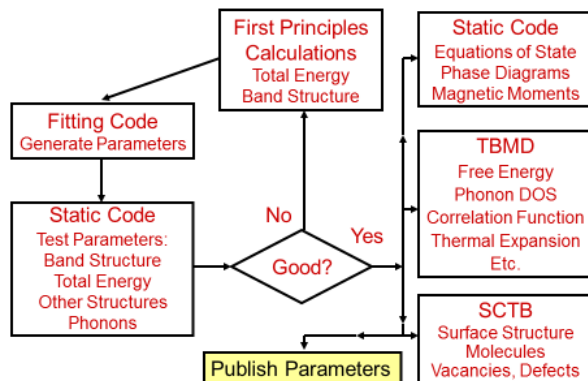 First Principles
Calculations
Total Energy
Band Structure
Fitting Code
Generate Parameters
Static Code
Test Parameters:
Band Structure
Total Energy
Other Structures
Phonons
No
Good?
Yes
Static Code
Equations of State
Phase Diagrams
Magnetic Moments
TBMD
Free Energy
Phonon DOS
Correlation Function
Thermal Expansion
Etc.
SCTB
Surface Structure
Molecules
Vacancies, Defects
Publish Parameters